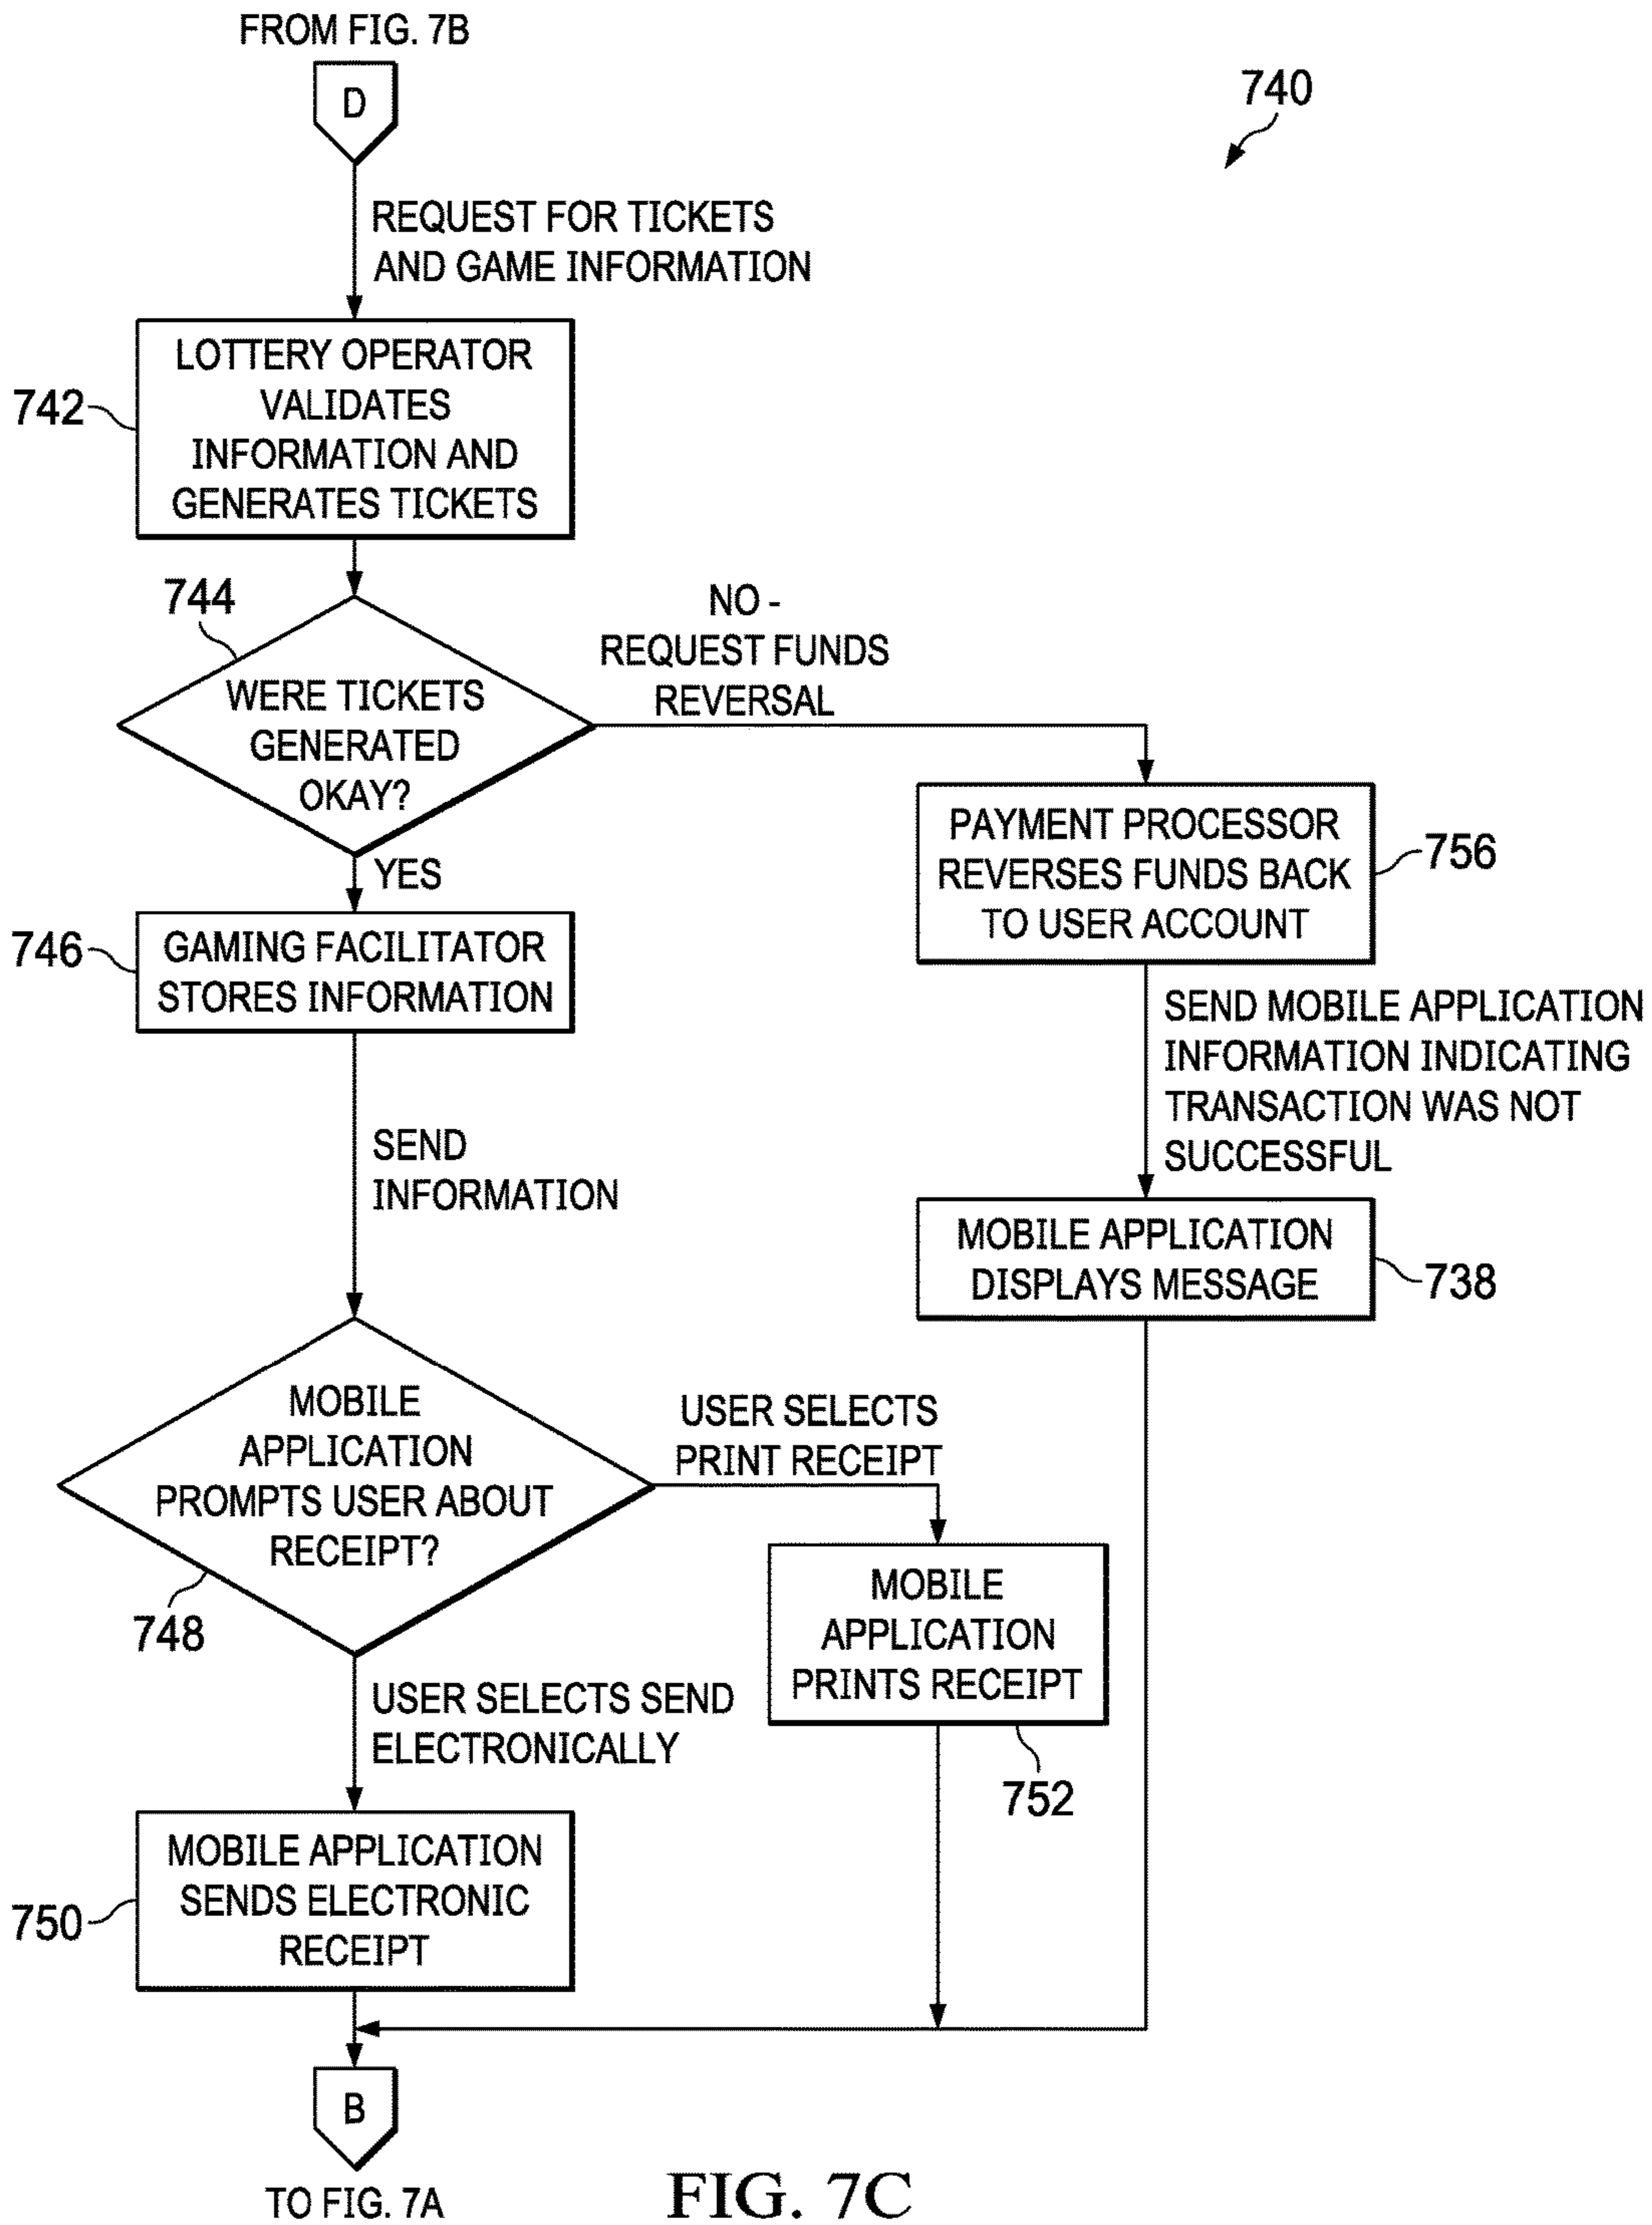 FROM FIG. 7B
D
740
REQUEST FOR TICKETS
AND GAME INFORMATION
LOTTERY OPERATOR
VALIDATES
INFORMATION AND
GENERATES TICKETS
742
744
WERE TICKETS
GENERATED
OKAY?
NO -
REQUEST FUNDS
REVERSAL
YES
PAYMENT PROCESSOR
REVERSES FUNDS BACK
TO USER ACCOUNT
756
746
GAMING FACILITATOR
STORES INFORMATION
SEND MOBILE APPLICATION
INFORMATION INDICATING
TRANSACTION WAS NOT
SUCCESSFUL
SEND
INFORMATION
MOBILE APPLICATION
DISPLAYS MESSAGE
738
MOBILE
APPLICATION
PROMPTS USER ABOUT
RECEIPT?
748
USER SELECTS
PRINT RECEIPT
MOBILE
APPLICATION
PRINTS RECEIPT
752
USER SELECTS SEND
ELECTRONICALLY
MOBILE APPLICATION
SENDS ELECTRONIC
RECEIPT
750
B
TO FIG. 7A
FIG. 7C